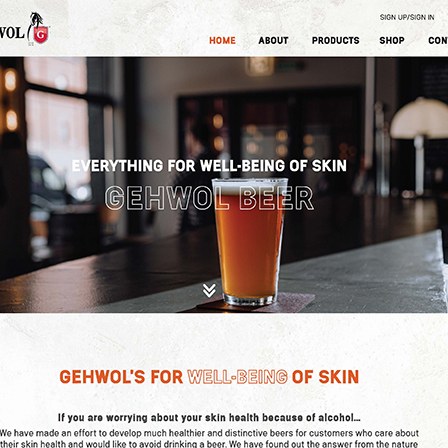 SIGN UP/SIGN IN
WOL G
HOME ABOUT PRODUCTS SHOP CON
EVERYTHING FOR WELL-BEING OF SKIN
GEHWOL BEER
GEHWOL'S FOR WELL-BEING OF SKIN
If you are worrying about your skin health because of alcohol...
We have made an effort to develop much healthier and distinctive beers for customers who care about
their skin health and would like to avoid drinking a beer. We have found out the answer from the nature